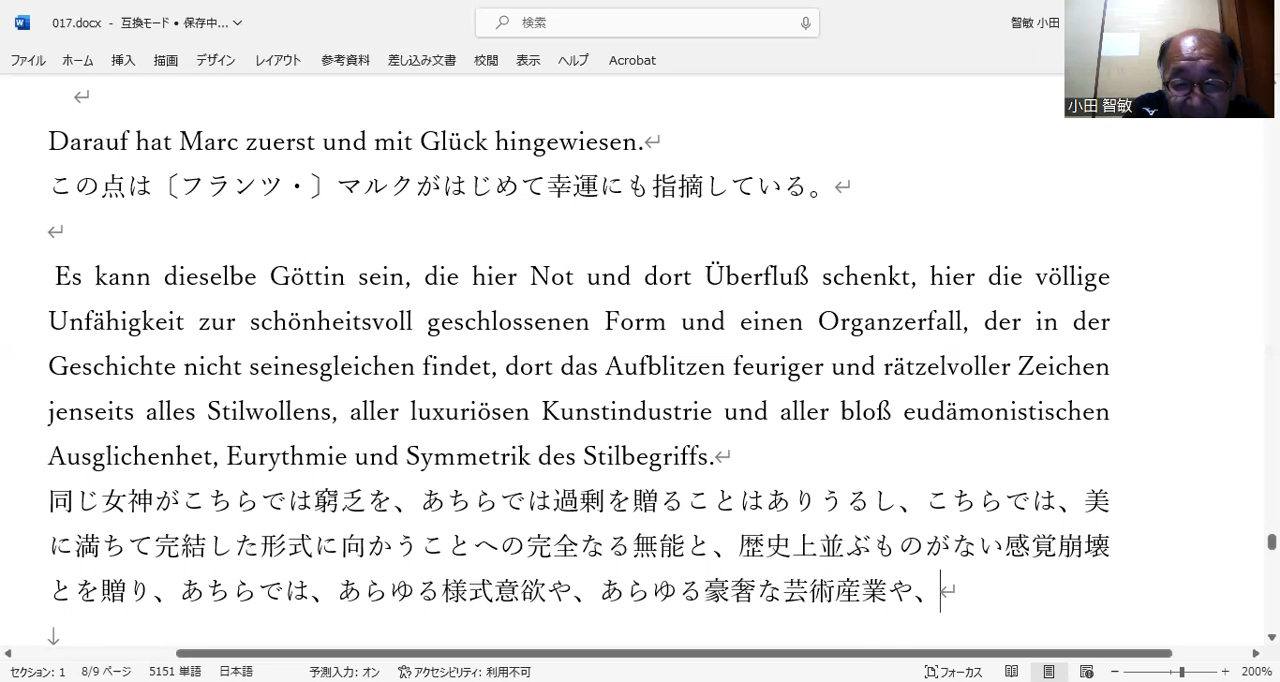 017.docx - 互換モード • 保存中...
検索
智敏 小田
ファイル ホーム 挿入 描画 デザイン レイアウト 参考資料 差し込み文書 校閲 表示 ヘルプ Acrobat
小田 智敏
Darauf hat Marc zuerst und mit Glück hingewiesen.
この点は〔フランツ・〕マルクがはじめて幸運にも指摘している。
Es kann dieselbe Göttin sein, die hier Not und dort Überfluß schenkt, hier die völlige
Unfähigkeit zur schönheitsvoll geschlossenen Form und einen Organzerfall, der in der
Geschichte nicht seinesgleichen findet, dort das Aufblitzen feuriger und rätzelvoller Zeichen
jenseits alles Stilwollens, aller luxuriösen Kunstindustrie und aller bloß eudämonistischen
Ausglichenhet, Eurythmie und Symmetrik des Stilbegriffs.
同じ女神がこちらでは窮乏を、あちらでは過剰を贈ることはありうるし、こちらでは、美
に満ちて完結した形式に向かうことへの完全なる無能と、歴史上並ぶものがない感覚崩壊
とを贈り、あちらでは、あらゆる様式意欲や、あらゆる豪奢な芸術産業や、
セクション: 1 8/9 ページ 5151 単語 日本語 予測入力: オン アクセシビリティ: 利用不可 フォーカス 200%